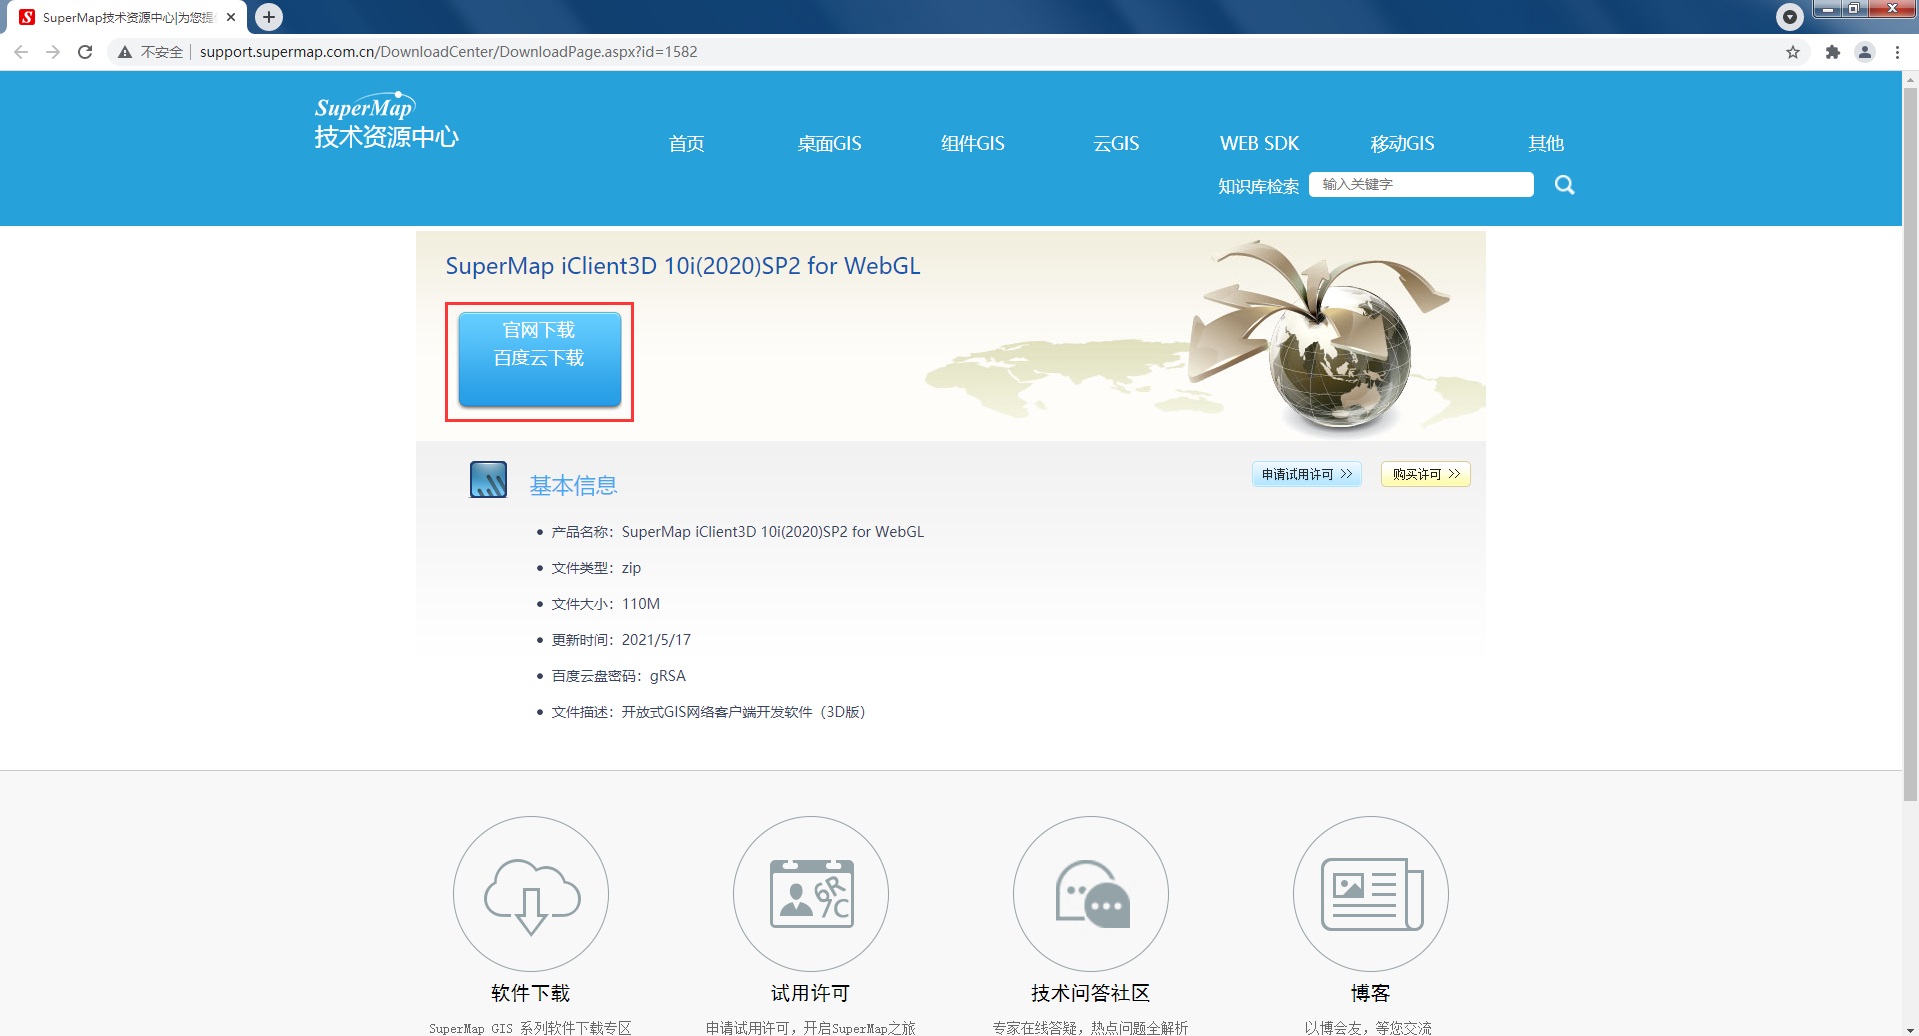 SuperMap技术资源中心|为您提
不安全 | support.supermap.com.cn/DownloadCenter/DownloadPage.aspx?id=1582
SuperMap
技术资源中心
首页 桌面GIS 组件GIS 云GIS WEB SDK 移动GIS 其他
知识库检索 输入关键字
SuperMap iClient3D 10i(2020)SP2 for WebGL
官网下载
百度云下载
基本信息
申请试用许可 >> 购买许可 >>
• 产品名称：SuperMap iClient3D 10i(2020)SP2 for WebGL
• 文件类型：zip
• 文件大小：110M
• 更新时间：2021/5/17
• 百度云盘密码：gRSA
• 文件描述：开放式GIS网络客户端开发软件（3D版）
6R
7C
软件下载 试用许可 技术问答社区 博客
SuperMap GIS 系列软件下载专区 申请试用许可，开启SuperMap之旅 专家在线答疑，热点问题全解析 以博会友，等您交流